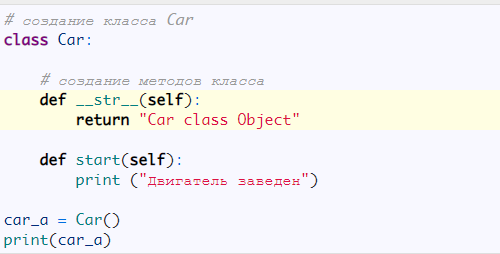 # создание класса Car
class Car:
# создание методов класса
def __str__(self):
return "Car class Object"
def start(self):
print ("Двигатель заведен")
car_a = Car()
print(car_a)